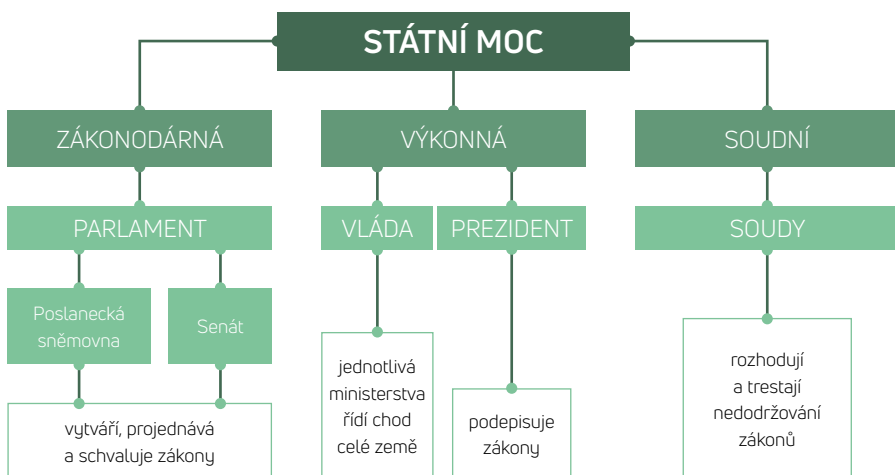 STÁTNÍ MOC
ZÁKONODÁRNÁ
VÝKONNÁ
SOUDNÍ
PARLAMENT
VLÁDA
PREZIDENT
SOUDY
Poslanecká
sněmovna
Senát
vytváří, projednává
a schvaluje zákony
jednotlivá
ministerstva
řídí chod
celé země
podepisuje
zákony
rozhodují
a trestají
nedodržování
zákonů